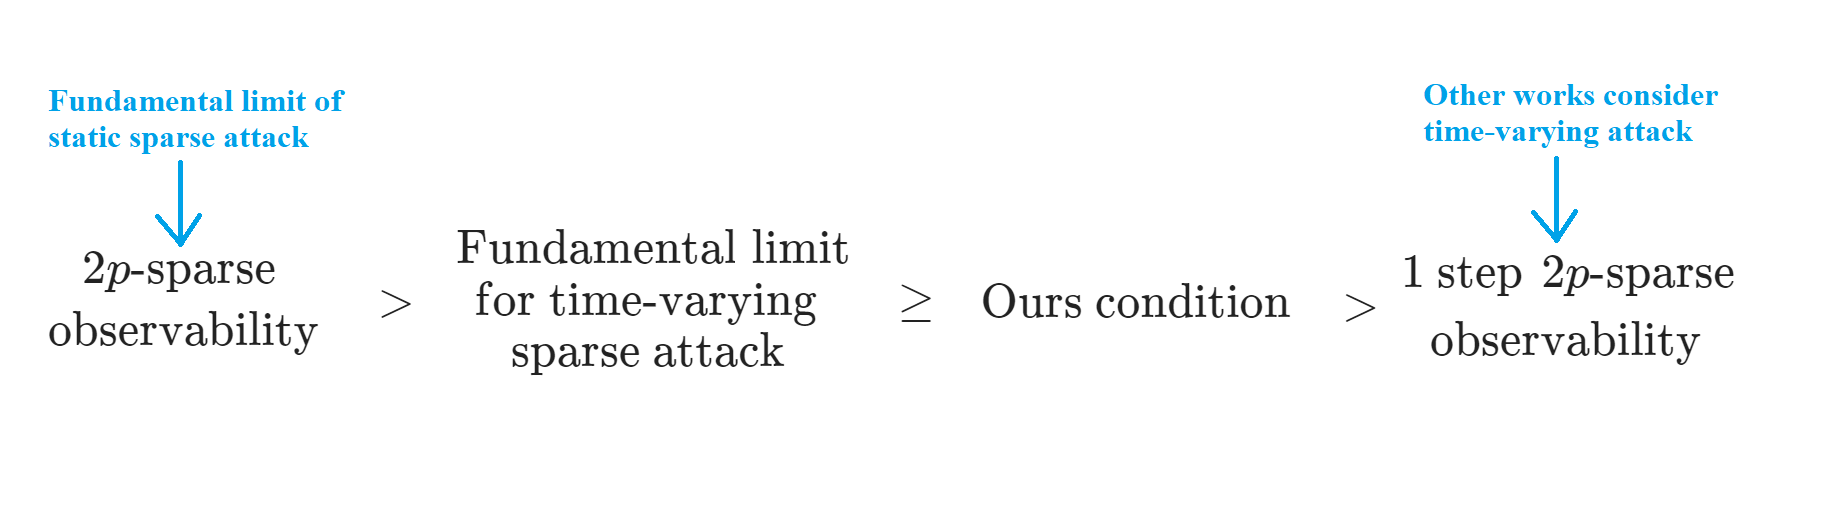 Fundamental limit of
static sparse attack
2p-sparse
observability
>
Fundamental limit
for time-varying
sparse attack
≥
Ours condition
>
Other works consider
time-varying attack
1 step 2p-sparse
observability